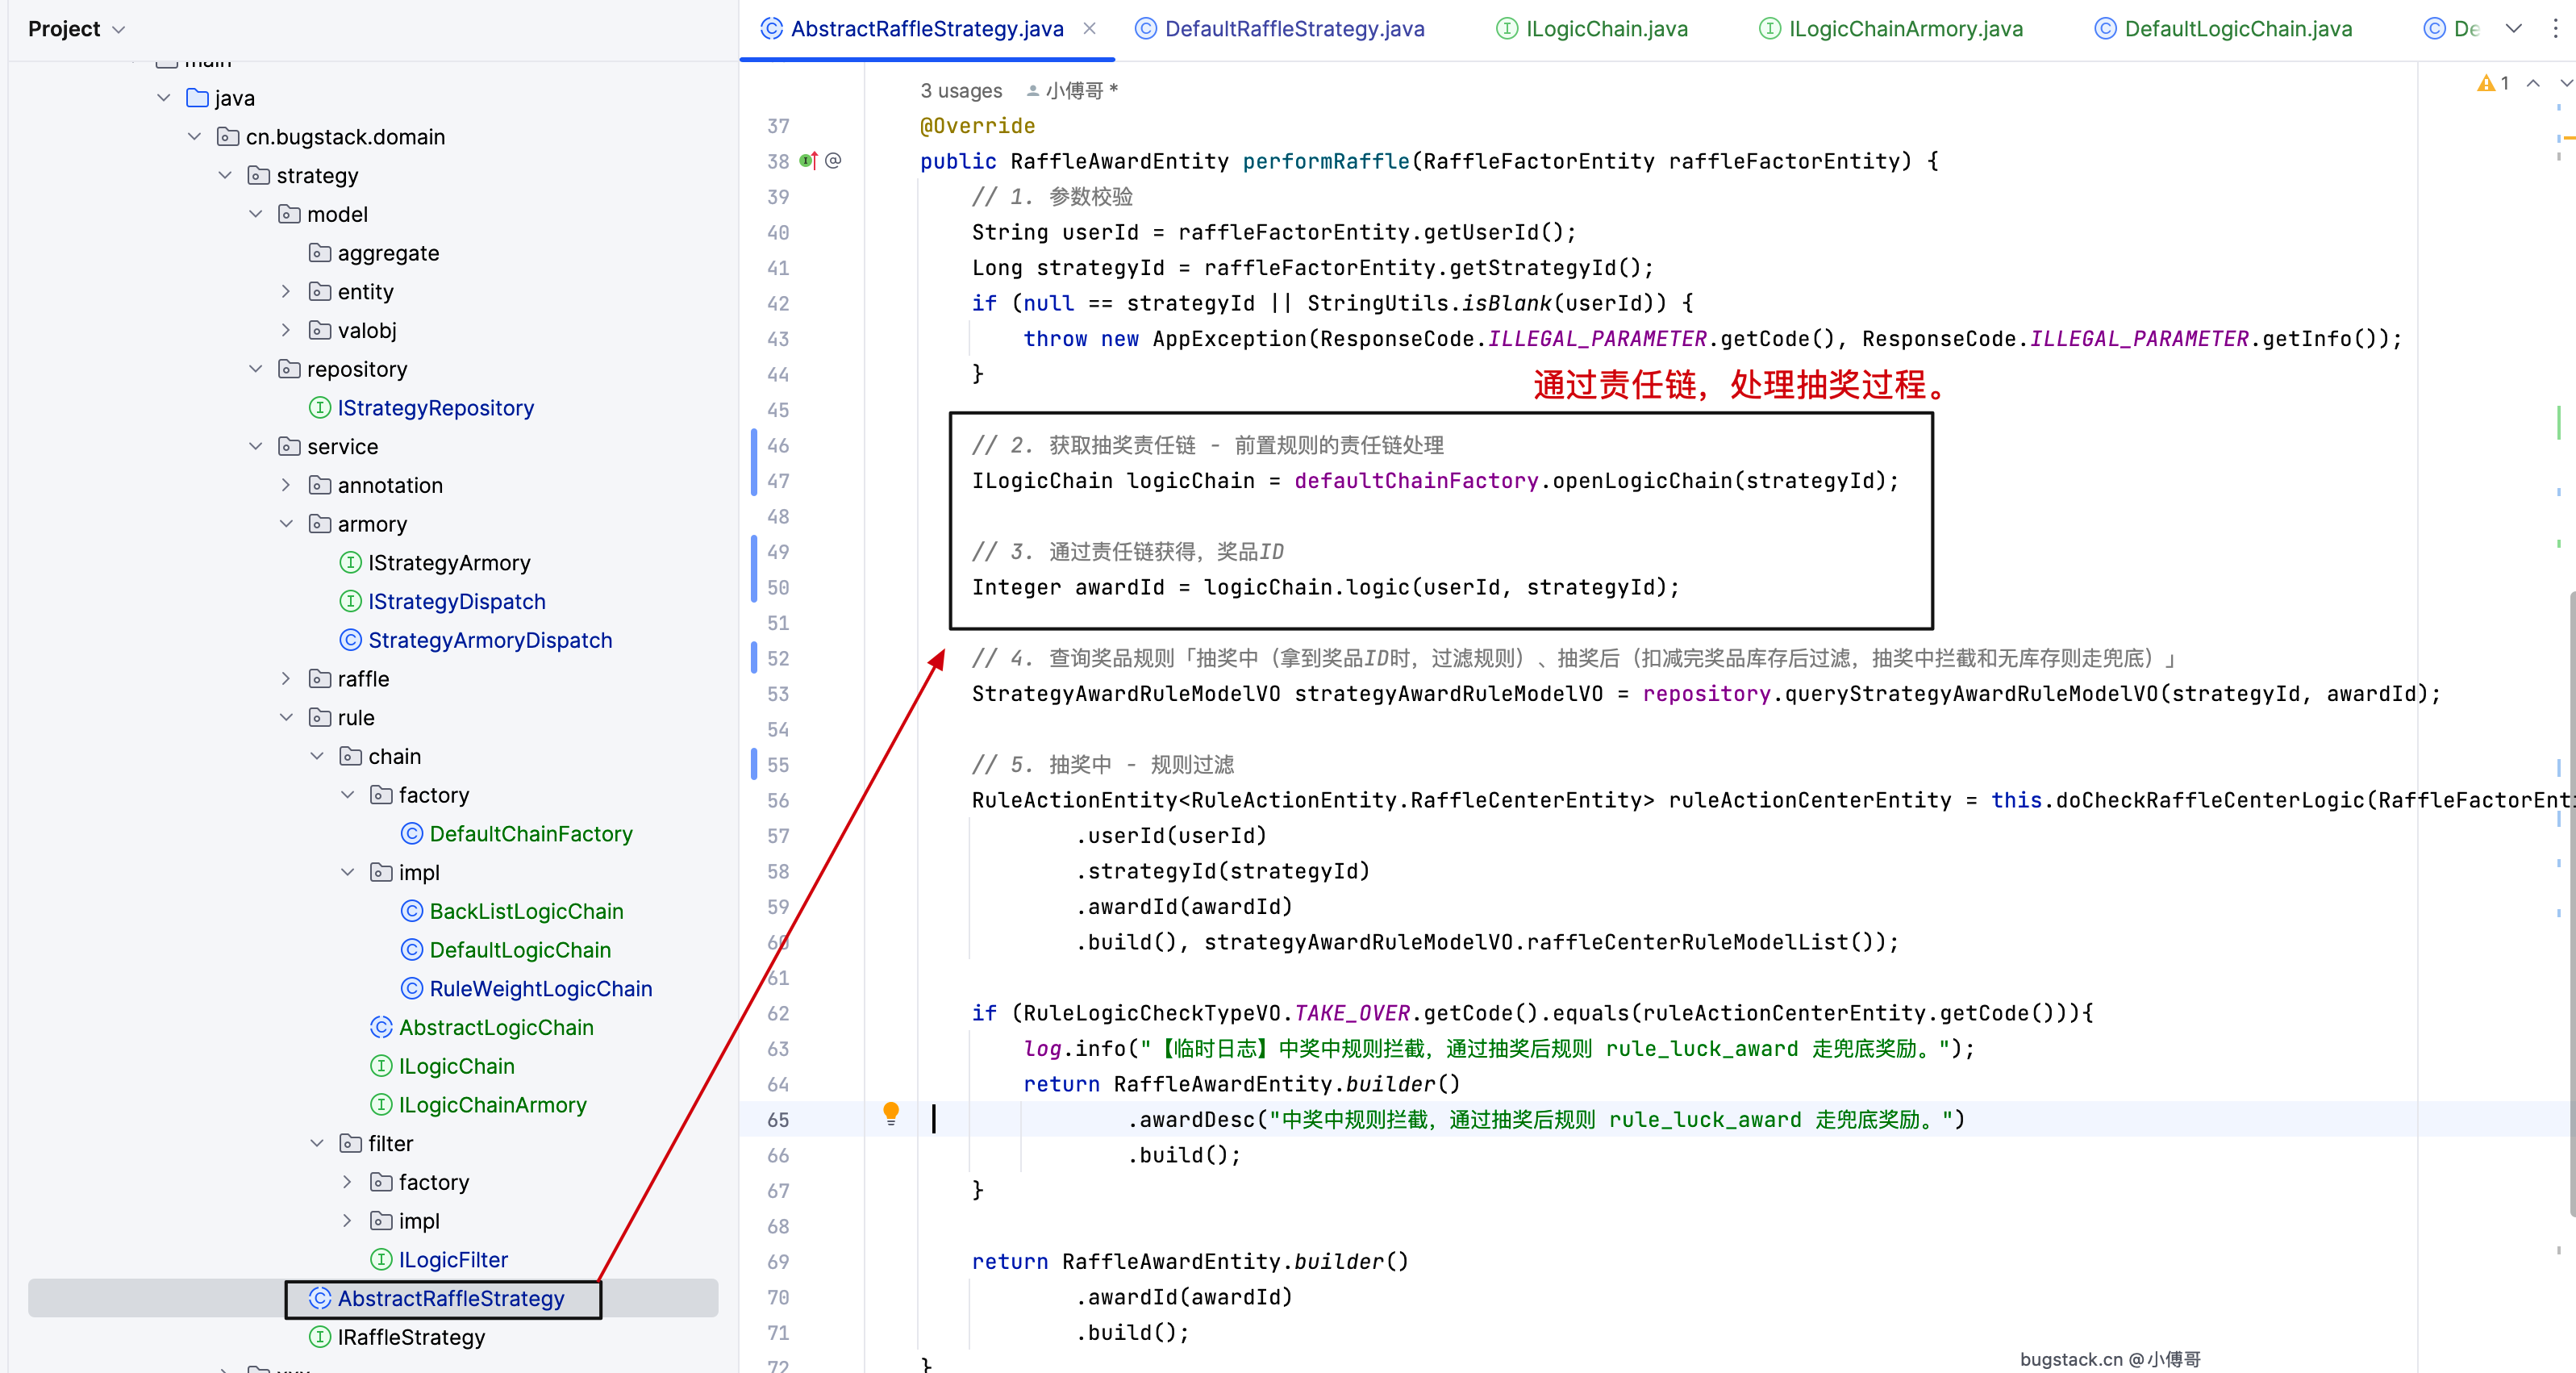 Project
main
java
cn.bugstack.domain
strategy
model
aggregate
entity
valobj
repository
IStrategyRepository
service
annotation
armory
IStrategyArmory
IStrategyDispatch
StrategyArmoryDispatch
raffle
rule
chain
factory
DefaultChainFactory
impl
BackListLogicChain
DefaultLogicChain
RuleWeightLogicChain
AbstractLogicChain
ILogicChain
ILogicChainArmory
filter
factory
impl
ILogicFilter
AbstractRaffleStrategy
IRaffleStrategy
AbstractRaffleStrategy.java DefaultRaffleStrategy.java ILogicChain.java ILogicChainArmory.java DefaultLogicChain.java De
3 usages 小傅哥 *
1
37 @Override
38 public RaffleAwardEntity performRaffle(RaffleFactorEntity raffleFactorEntity) {
39 // 1. 参数校验
40 String userId = raffleFactorEntity.getUserId();
41 Long strategyId = raffleFactorEntity.getStrategyId();
42 if (null == strategyId || StringUtils.isBlank(userId)) {
43 throw new AppException(ResponseCode.ILLEGAL_PARAMETER.getCode(), ResponseCode.ILLEGAL_PARAMETER.getInfo());
44 }
通过责任链，处理抽奖过程。
45
46 // 2. 获取抽奖责任链 - 前置规则的责任链处理
47 ILogicChain logicChain = defaultChainFactory.openLogicChain(strategyId);
48
49 // 3. 通过责任链获得，奖品ID
50 Integer awardId = logicChain.logic(userId, strategyId);
51
52 // 4. 查询奖品规则「抽奖中（拿到奖品ID时，过滤规则）、抽奖后（扣减完奖品库存后过滤，抽奖中拦截和无库存则走兜底）」
53 StrategyAwardRuleModelVO strategyAwardRuleModelVO = repository.queryStrategyAwardRuleModelVO(strategyId, awardId);
54
55 // 5. 抽奖中 - 规则过滤
56 RuleActionEntity<RuleActionEntity.RaffleCenterEntity> ruleActionCenterEntity = this.doCheckRaffleCenterLogic(RaffleFactorEnt
57 .userId(userId)
58 .strategyId(strategyId)
59 .awardId(awardId)
60 .build(), strategyAwardRuleModelVO.raffleCenterRuleModelList());
61
62 if (RuleLogicCheckTypeVO.TAKE_OVER.getCode().equals(ruleActionCenterEntity.getCode())){
63 log.info("【临时日志】中奖中规则拦截，通过抽奖后规则 rule_luck_award 走兜底奖励。");
64 return RaffleAwardEntity.builder()
65 .awardDesc("中奖中规则拦截，通过抽奖后规则 rule_luck_award 走兜底奖励。")
66 .build();
67 }
68
69 return RaffleAwardEntity.builder()
70 .awardId(awardId)
71 .build();
72 }
bugstack.cn @小傅哥